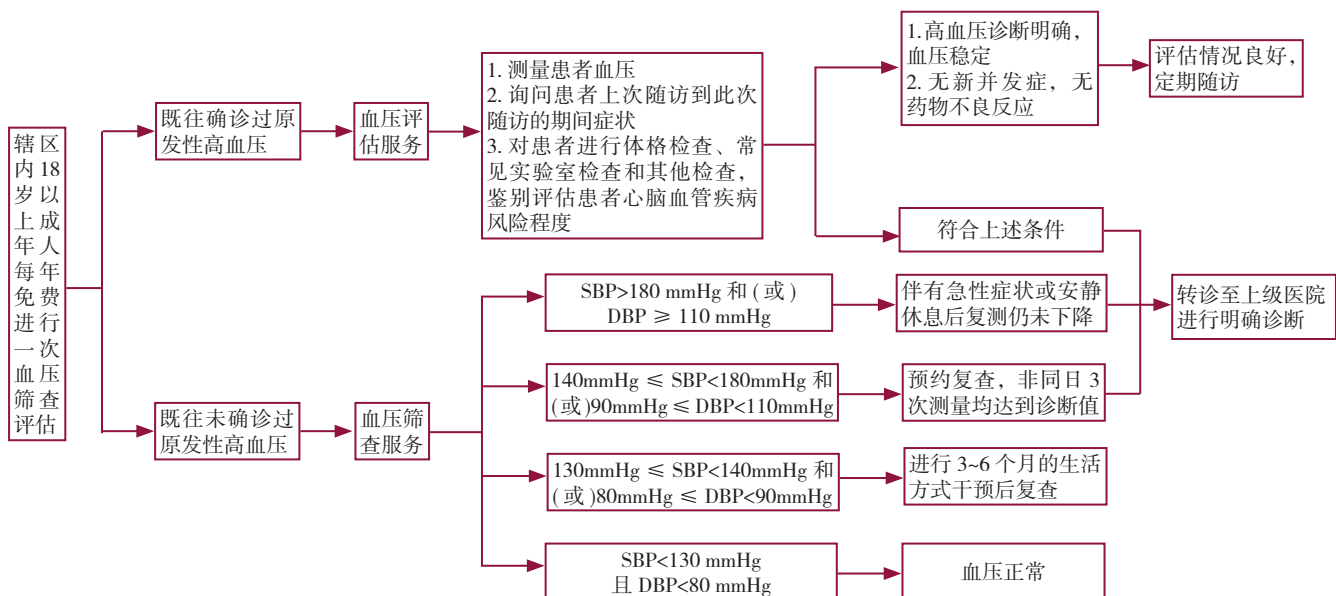 辖区
内18
岁以
上成
年人
每年
免费
进行
一次
血压
筛查
评估
既往确诊过原
发性高血压
血压评
估服务
1. 测量患者血压
2. 询问患者上次随访到此次
随访的期间症状
3. 对患者进行体格检查、常
见实验室检查和其他检查，
鉴别评估患者心脑血管疾病
风险程度
1.高血压诊断明确，
血压稳定
2. 无新并发症，无
药物不良反应
评估情况良好，
定期随访
符合上述条件
既往未确诊过
原发性高血压
血压筛
查服务
SBP>180 mmHg 和 (或)
DBP ≥ 110 mmHg
伴有急性症状或安静
休息后复测仍未下降
转诊至上级医院
进行明确诊断
140mmHg ≤ SBP<180mmHg 和
(或)90mmHg ≤ DBP<110mmHg
预约复查，非同日 3
次测量均达到诊断值
130mmHg ≤ SBP<140mmHg 和
(或)80mmHg ≤ DBP<90mmHg
进行 3~6 个月的生活
方式干预后复查
SBP<130 mmHg
且 DBP<80 mmHg
血压正常